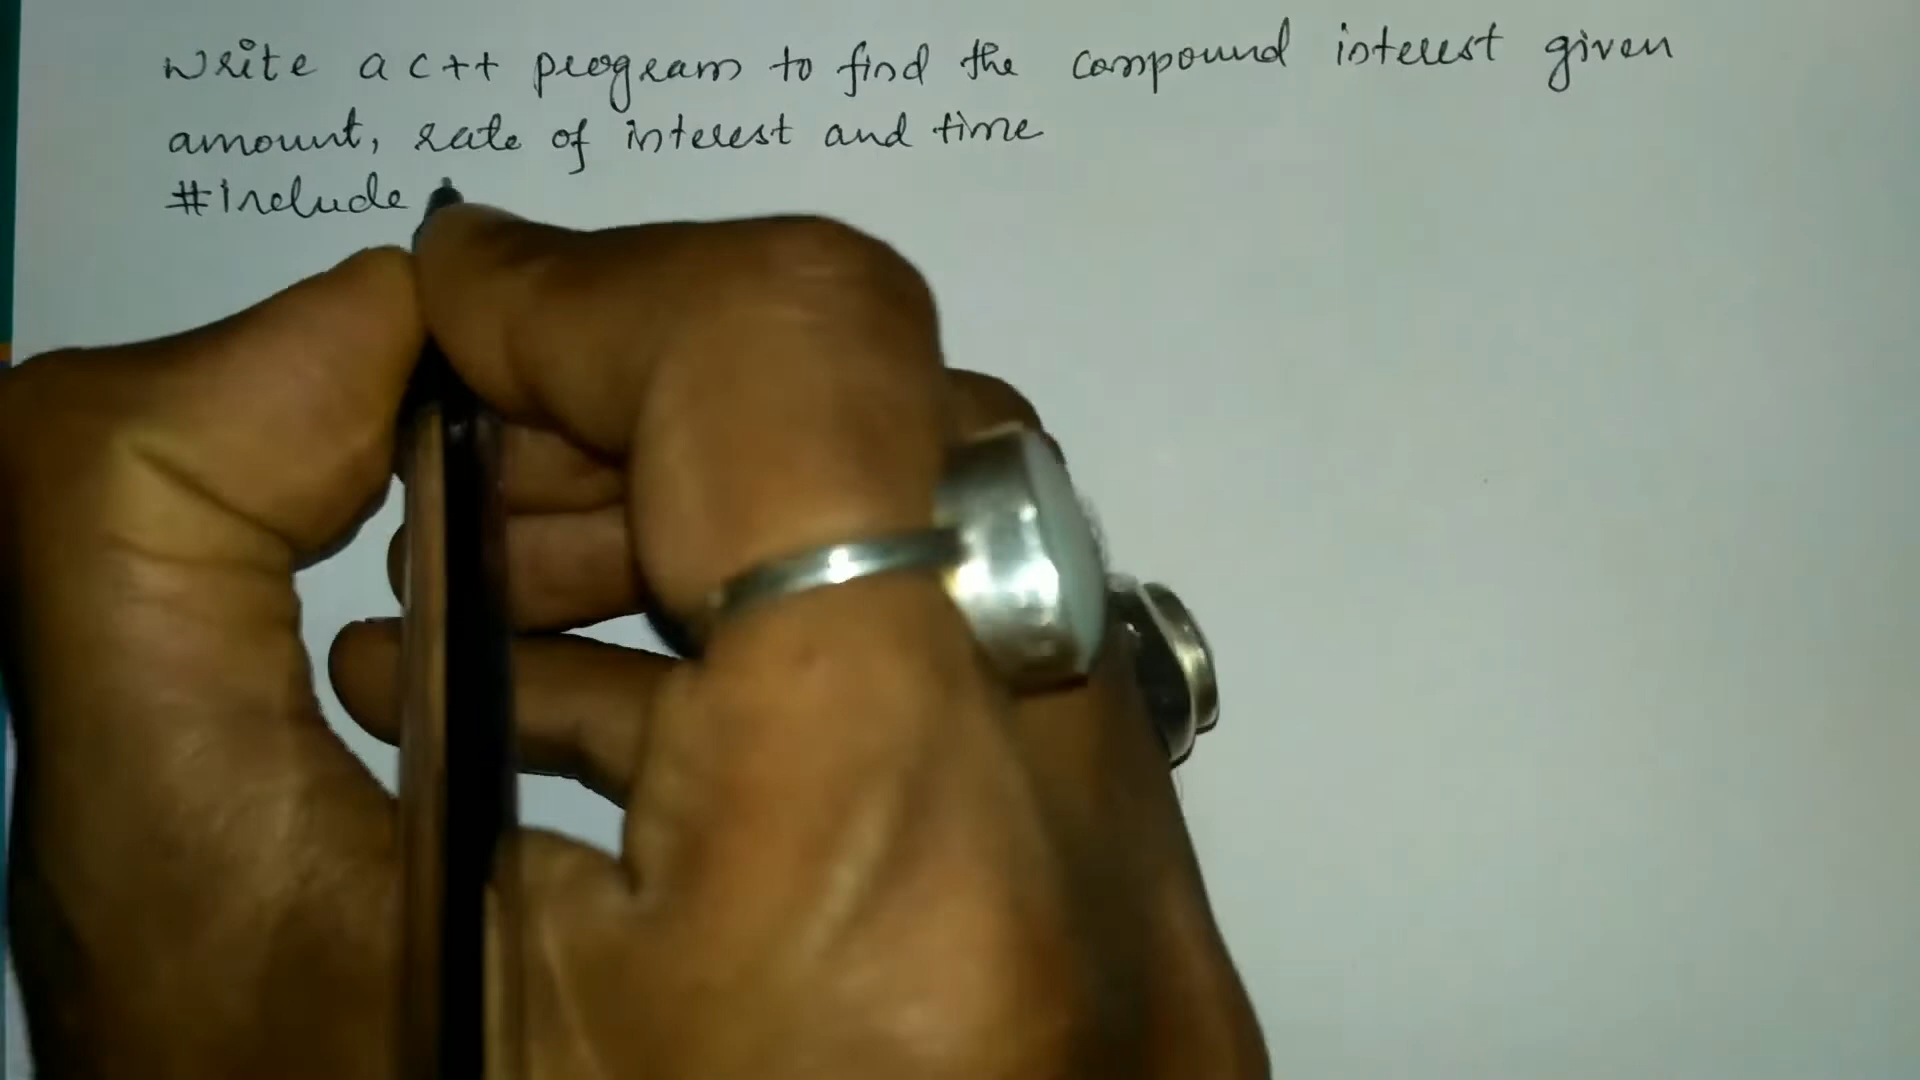 Write a c++ program to find the compound interest given
amount, rate of interest and time
#include